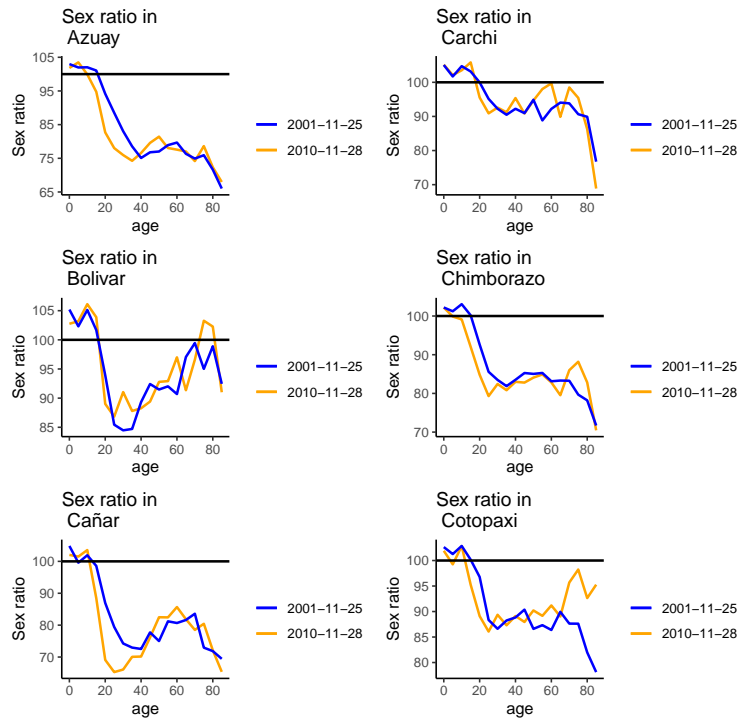 Sex ratio in
Azuay
105
95
85
75
65
Sex ratio
0 20 40 60 80
age
2001−11−25
2010−11−28
Sex ratio in
Carchi
100
90
80
70
Sex ratio
0 20 40 60 80
age
2001−11−25
2010−11−28
Sex ratio in
Bolivar
105
100
95
90
85
Sex ratio
0 20 40 60 80
age
2001−11−25
2010−11−28
Sex ratio in
Chimborazo
100
90
80
70
Sex ratio
0 20 40 60 80
age
2001−11−25
2010−11−28
Sex ratio in
Cañar
100
90
80
70
Sex ratio
0 20 40 60 80
age
2001−11−25
2010−11−28
Sex ratio in
Cotopaxi
100
95
90
85
80
Sex ratio
0 20 40 60 80
age
2001−11−25
2010−11−28